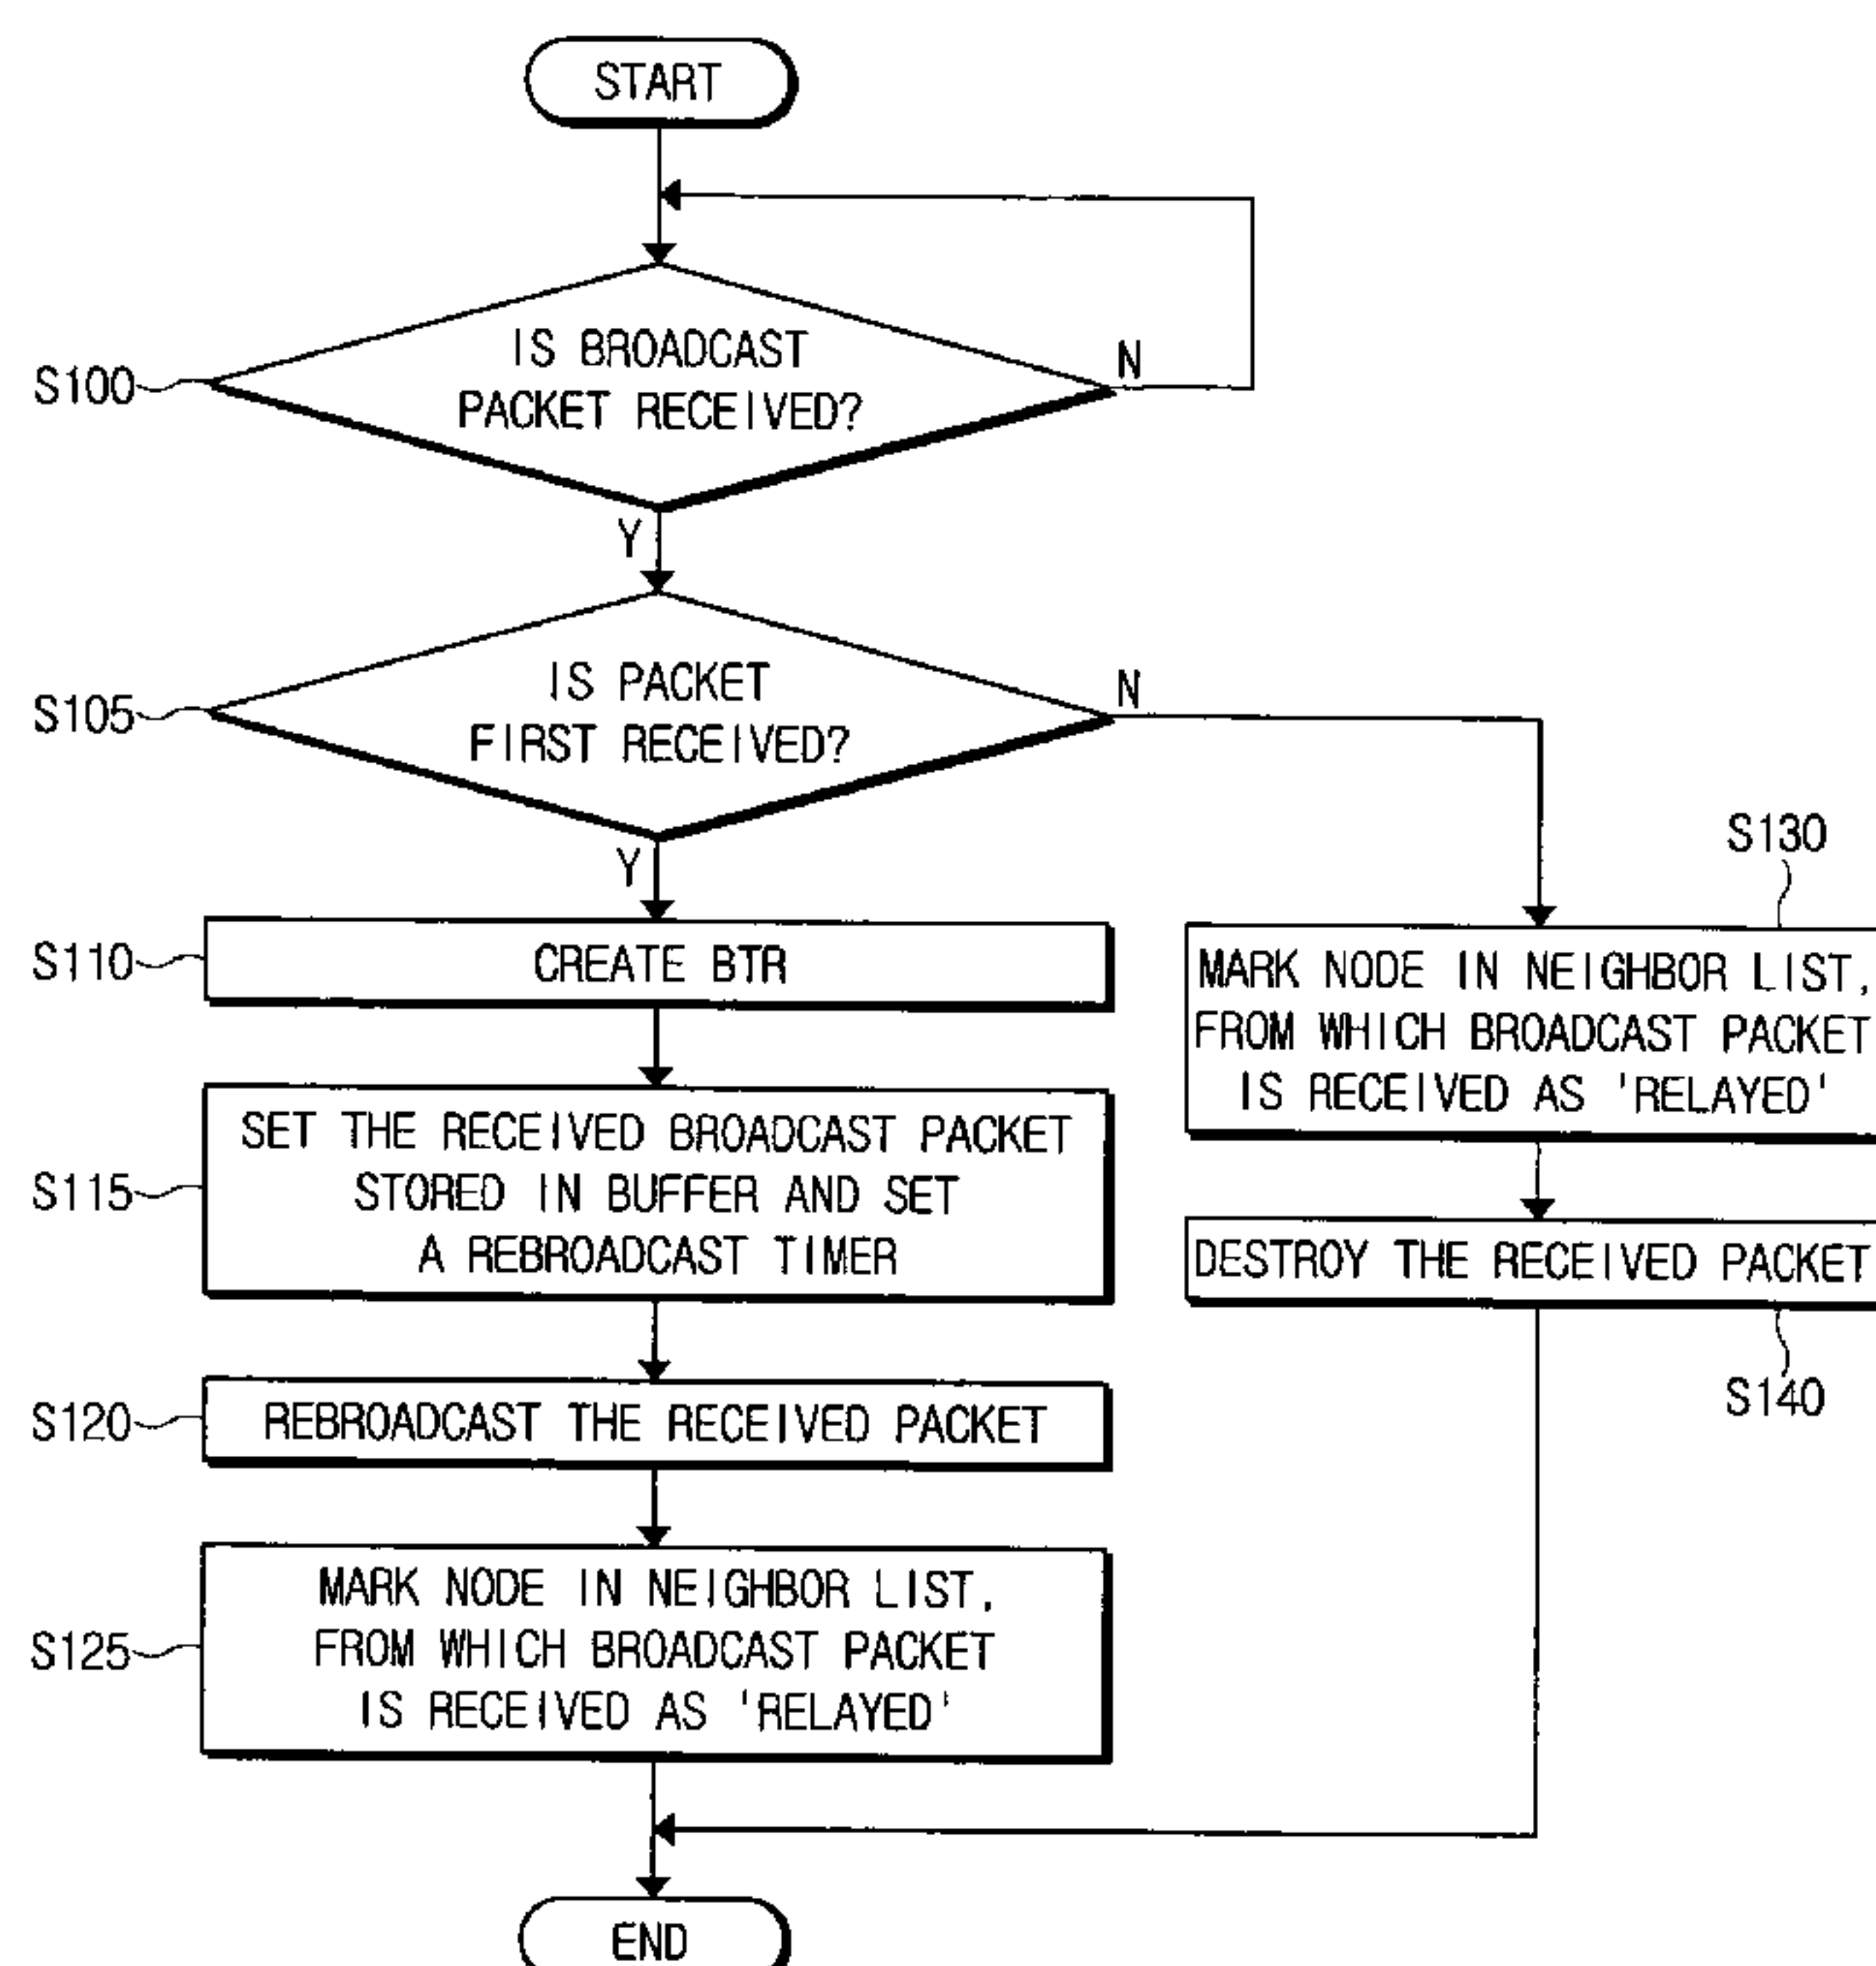 START
S100
IS BROADCAST
PACKET RECEIVED?
N
Y
S105
IS PACKET
FIRST RECEIVED?
N
Y
S110
CREATE BTR
S115
SET THE RECEIVED BROADCAST PACKET
STORED IN BUFFER AND SET
A REBROADCAST TIMER
S120
REBROADCAST THE RECEIVED PACKET
S125
MARK NODE IN NEIGHBOR LIST,
FROM WHICH BROADCAST PACKET
IS RECEIVED AS 'RELAYED'
S130
MARK NODE IN NEIGHBOR LIST,
FROM WHICH BROADCAST PACKET
IS RECEIVED AS 'RELAYED'
DESTROY THE RECEIVED PACKET
S140
END